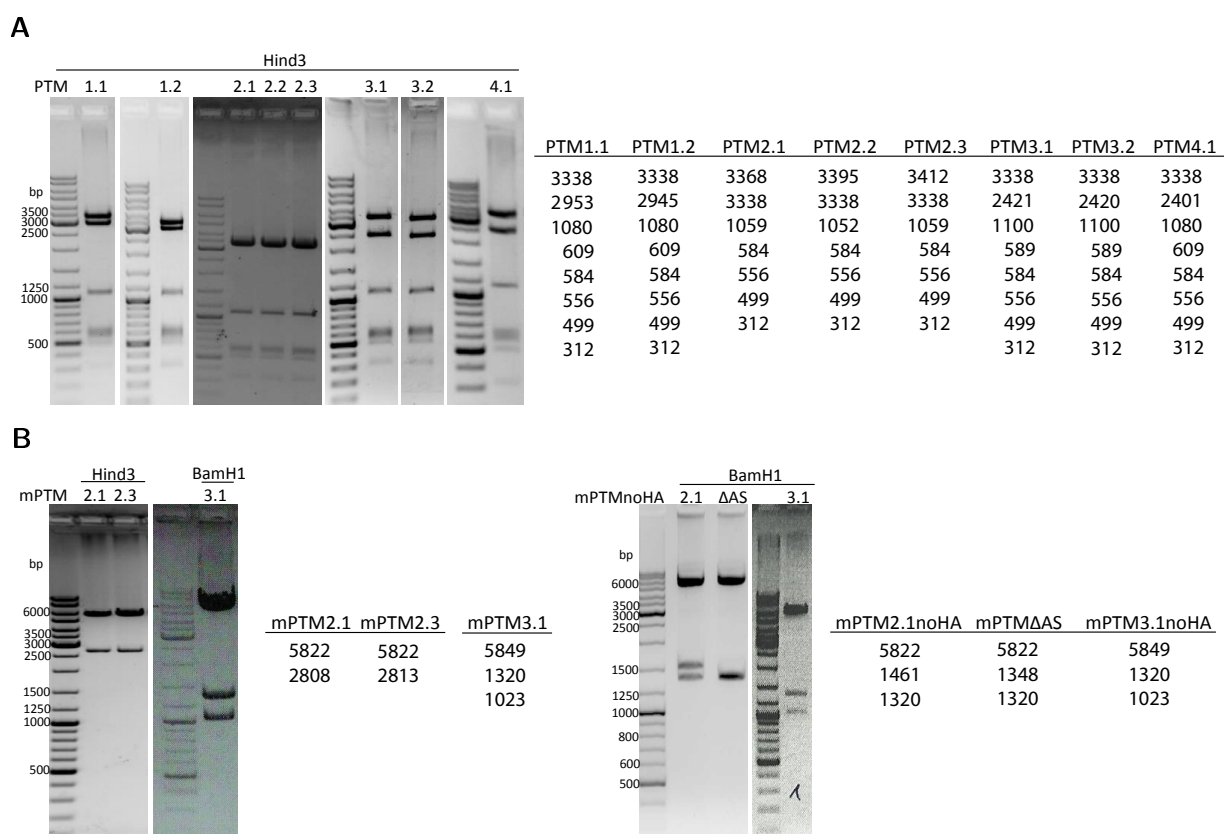 A
Hind3
PTM 1.1 1.2 2.1 2.2 2.3 3.1 3.2 4.1
bp
3500
3000
2500
1250
1000
500
PTM1.1 PTM1.2 PTM2.1 PTM2.2 PTM2.3 PTM3.1 PTM3.2 PTM4.1
3338 3338 3368 3395 3412 3338 3338 3338
2953 2945 3338 3338 3338 2421 2420 2401
1080 1080 1059 1052 1059 1100 1100 1080
609 609 584 584 584 589 589 609
584 584 556 556 556 584 584 584
556 556 499 499 499 556 556 556
499 499 312 312 312 499 499 499
312 312 312 312 312
B
Hind3 BamH1
mPTM 2.1 2.3 3.1
bp
6000
3500
3000
2500
1500
1250
1000
500
mPTM2.1 mPTM2.3 mPTM3.1
5822 5822 5849
2808 2813 1320
1023
BamH1
mPTMnoHA 2.1 ΔAS 3.1
bp
6000
3500
3000
2500
1500
1250
1000
800
600
500
1
mPTM2.1noHA mPTMΔAS mPTM3.1noHA
5822 5822 5849
1461 1348 1320
1320 1320 1023